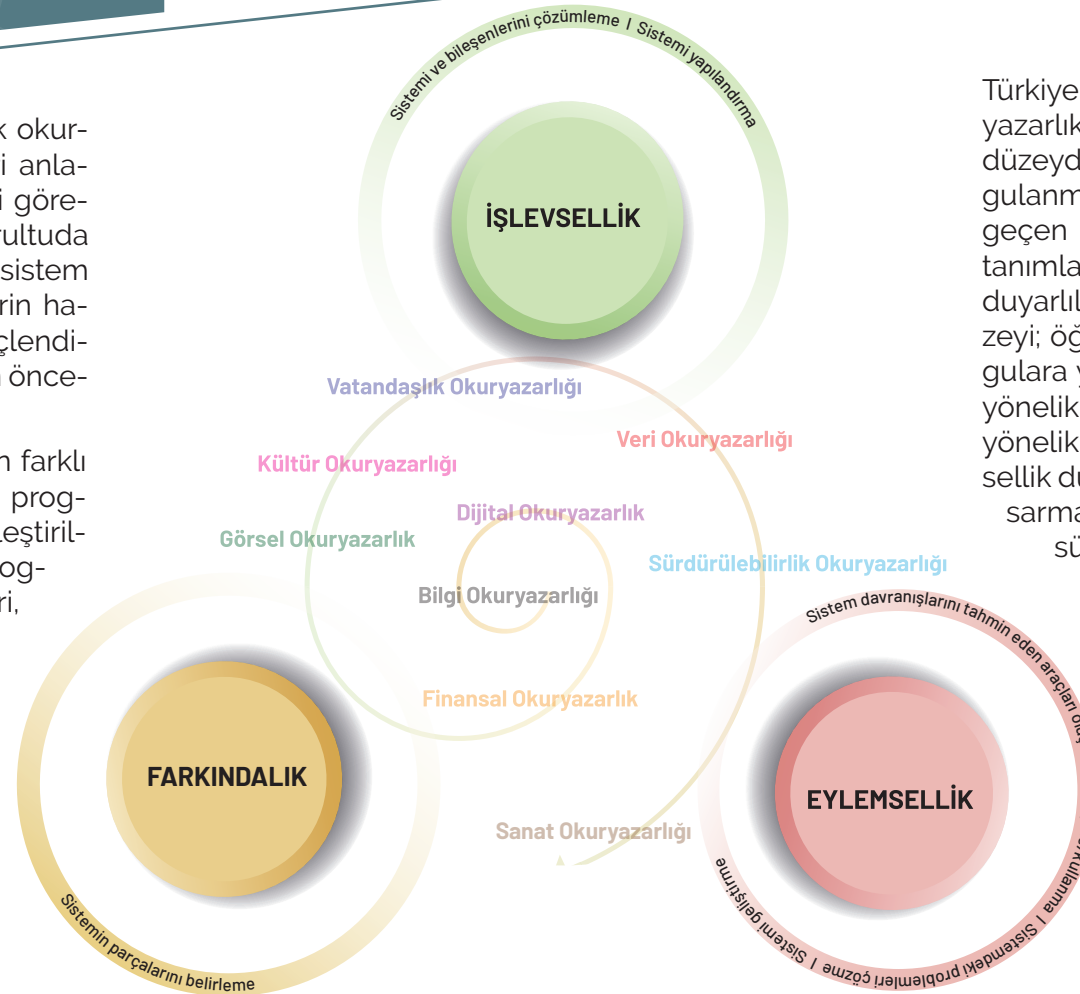 Sistemi ve bileşenlerini çözümleme I Sistemi yapılandırma
İŞLEVSELLİK
k okur-
i anla-
i göre-
rultuda
sistem
rin ha-
çlendi-
önce-
n farklı
prog-
leştiril-
og-
ri,
Vatandaşlık Okuryazarlığı
Veri Okuryazarlığı
Kültür Okuryazarlığı
Dijital Okuryazarlık
Görsel Okuryazarlık
Sürdürülebilirlik Okuryazarlığı
Bilgi Okuryazarlığı
Finansal Okuryazarlık
Sanat Okuryazarlığı
FARKINDALIK
Sistemin parçalarını belirleme
EYLEMSELLİK
Sistem davranışlarını tahmin eden araçları oluş
kullanma I Sistemdeki problemleri çözme I Sistemi geliştirme
Türkiye
yazarlık
düzeyd
gulanm
geçen
tanımla
duyarlıl
zeyi; öğ
gulara y
yönelik
yönelik
sellik du
sarma
sü